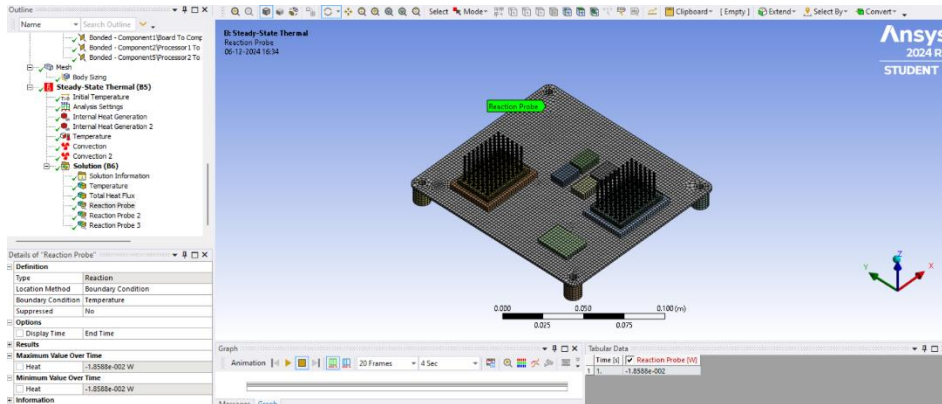 Outline
Name
Search Outline
Bonded - Component1\Board To Comp
Bonded - Component2\Processor1 To
Bonded - Component5\Processor2 To
Mesh
Body Sizing
Steady-State Thermal (B5)
Initial Temperature
Analysis Settings
Internal Heat Generation
Internal Heat Generation 2
Temperature
Convection
Convection 2
Solution (B6)
Solution Information
Temperature
Total Heat Flux
Reaction Probe
Reaction Probe 2
Reaction Probe 3
Details of "Reaction Probe"
Definition
Type Reaction
Location Method Boundary Condition
Boundary Condition Temperature
Suppressed No
Options
Display Time End Time
Results
Maximum Value Over Time
Heat -1.8588e-002 W
Minimum Value Over Time
Heat -1.8588e-002 W
Information
Select Mode Clipboard [ Empty ] Extend Select By Convert
Steady-State Thermal
Reaction Probe
06-12-2024 16:34
Ansys
2024 R
STUDENT
Reaction Probe
Z
Y
X
0.000 0.050 0.100 (m)
0.025 0.075
Graph
Animation 20 Frames 4 Sec
Messages Graph
Tabular Data
Time [s] Reaction Probe [W]
1 1. -1.8588e-002